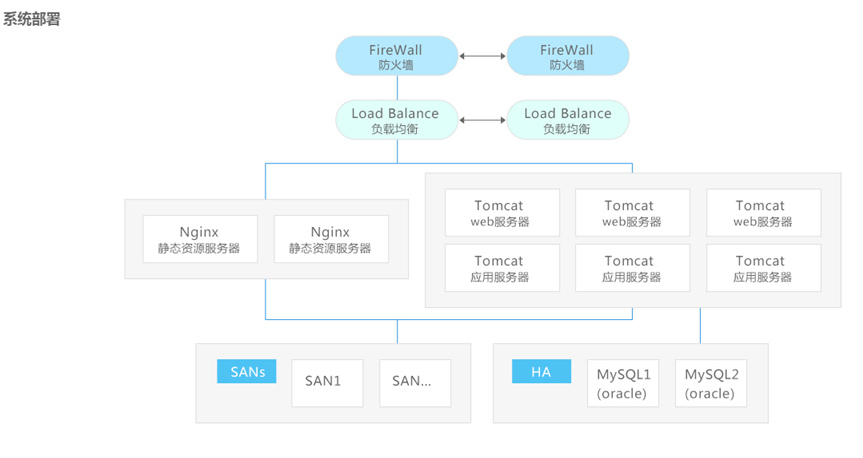 系统部署
FireWall
防火墙
FireWall
防火墙
Load Balance
负载均衡
Load Balance
负载均衡
Nginx
静态资源服务器
Nginx
静态资源服务器
Tomcat
web服务器
Tomcat
web服务器
Tomcat
web服务器
Tomcat
应用服务器
Tomcat
应用服务器
Tomcat
应用服务器
SANs
SAN1
SAN...
HA
MySQL1
(oracle)
MySQL2
(oracle)